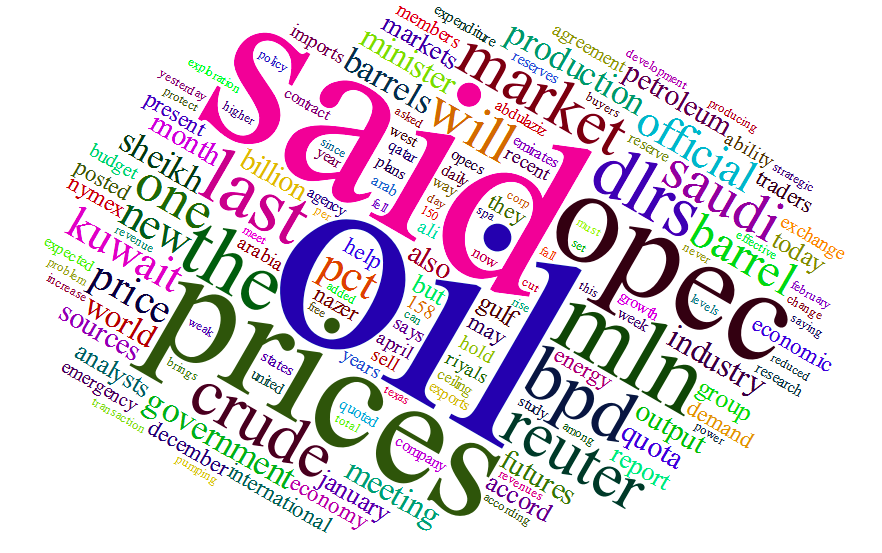 said
oil
prices
opec
mln
the
last
market
crude
bpd
dlrs
reuter
saudi
kuwait
will
one
new
official
barrel
price
pct
production
government
industry
world
meeting
minister
barrels
month
sheikh
billion
petroleum
futures
output
quota
group
report
accord
january
economy
international
december
analysts
sources
emergency
economic
demand
energy
today
traders
exchange
ability
markets
members
expenditure
agreement
reserves
development
buyers
producing
reserve
strategic
imports
policy
contract
higher
exploration
yesterday
protect
present
budget
posted
nymex
revenue
expected
problem
increase
arabia
meet
per
agency
year
since
asked
west
qatar
plans
arab
fell
opecs
daily
way
day
150
ali
they
spa
now
corp
emirates
recent
abdulaziz
also
but
help
nazer
added
free
15.8
can
says
april
sell
years
texas
gulf
may
hold
riyals
ceiling
exports
rise
cut
fall
set
must
this
growth
week
levels
never
effective
february
change
saying
reduced
research
power
study
among
revenues
according
company
quoted
total
states
united
weak
brings
transaction
pumping